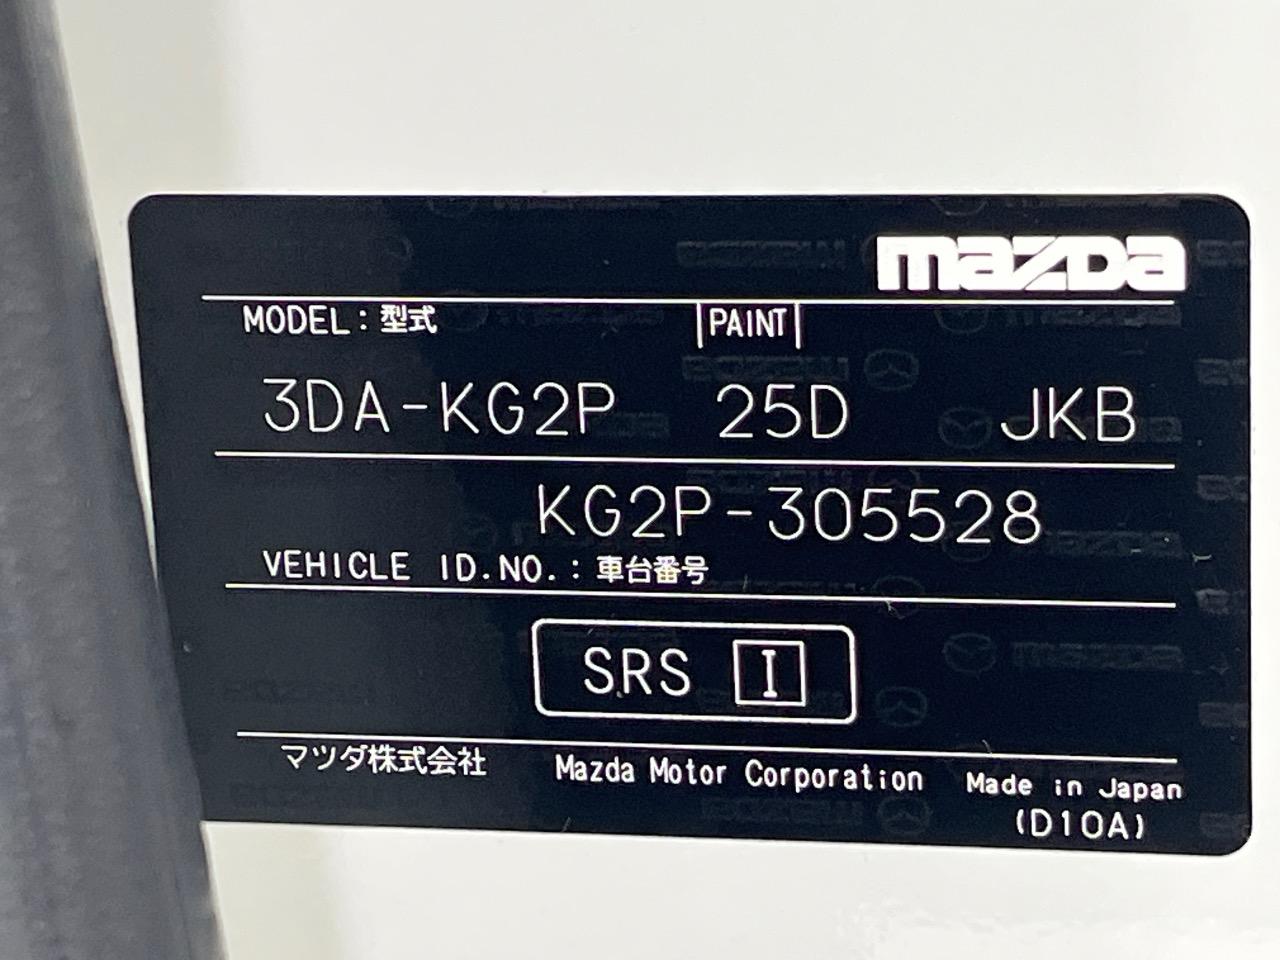 mazda
MODEL：型式 PAINT
3DA-KG2P 25D JKB
KG2P-305528
VEHICLE ID.NO.：車台番号
SRS I
マツダ株式会社 Mazda Motor Corporation Made in Japan
(D10A)